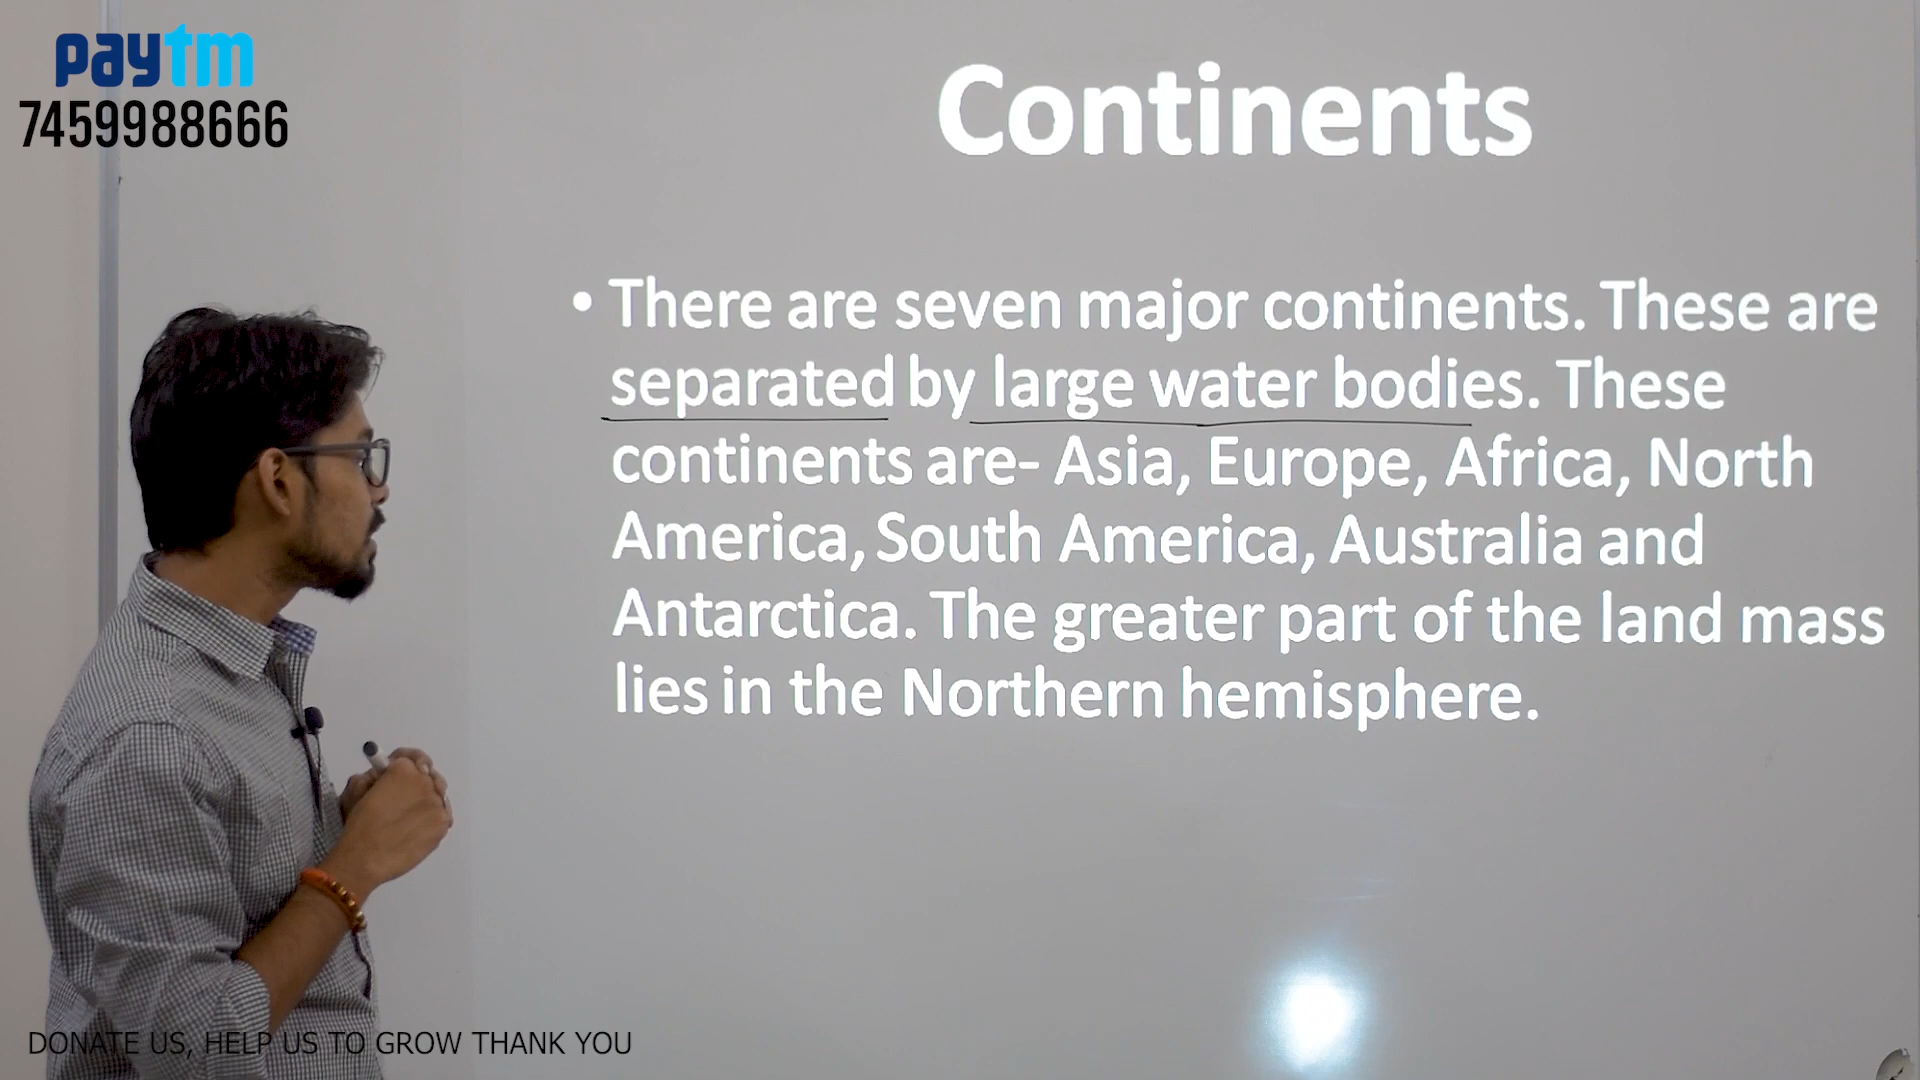 paytm
7459988666
Continents
• There are seven major continents. These are
separated by large water bodies. These
continents are- Asia, Europe, Africa, North
America, South America, Australia and
Antarctica. The greater part of the land mass
lies in the Northern hemisphere.
DONATE US, HELP US TO GROW THANK YOU